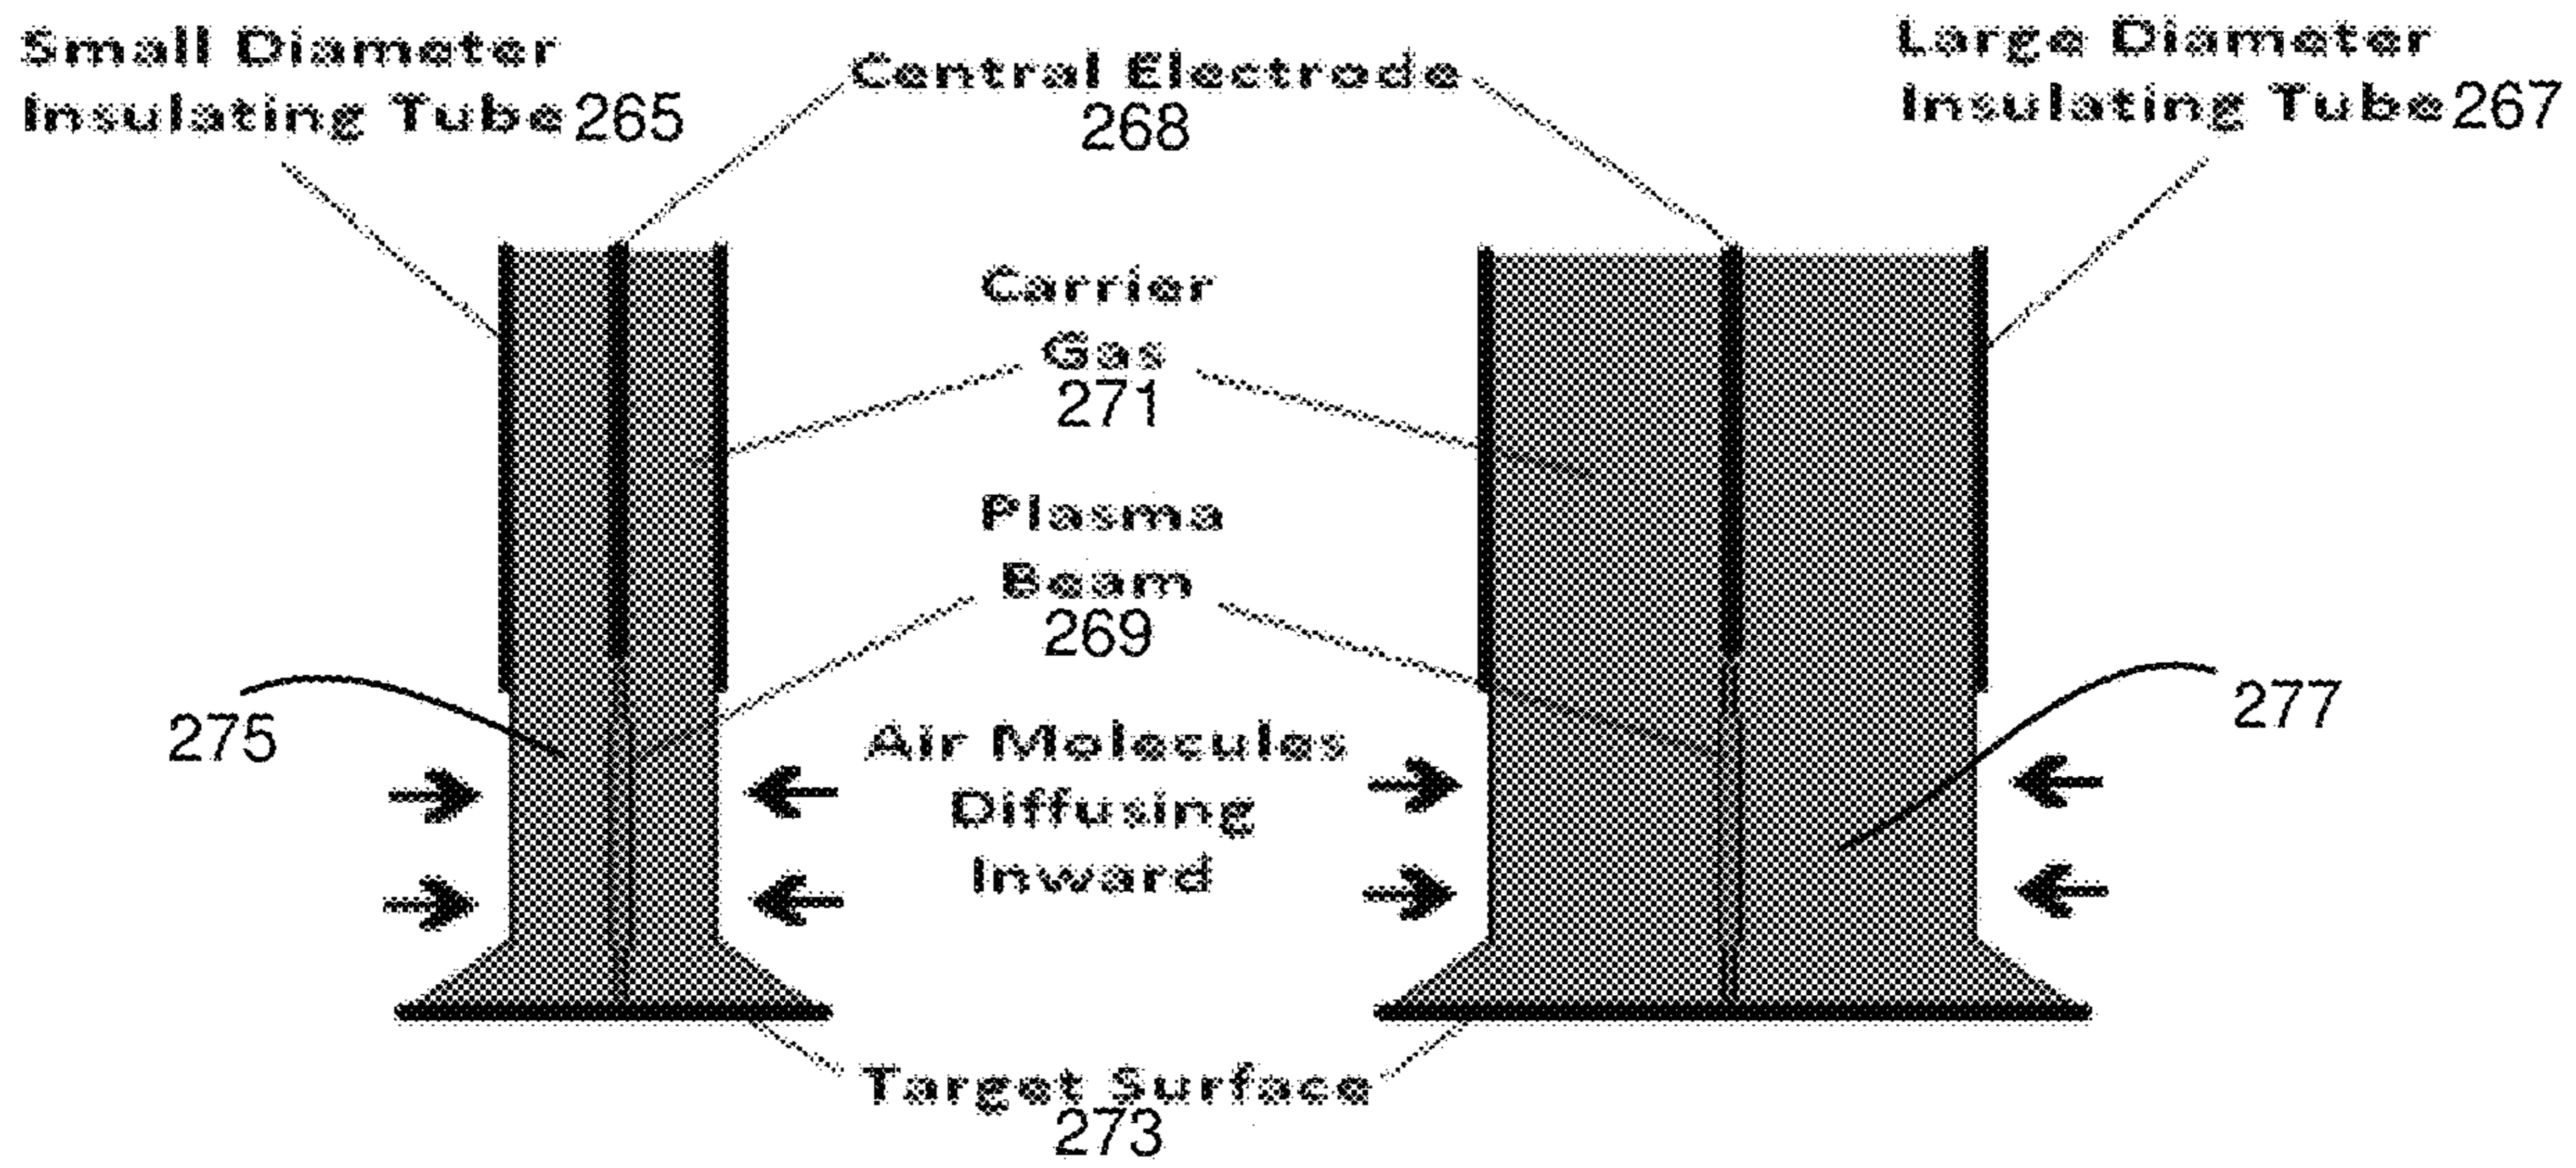 Small Diameter
Insulating Tube 265
Central Electrode
268
Large Diameter
Insulating Tube 267
Carrier
Gas
271
Plasma
Beam
269
275
277
Air Molecules
Diffusing
Inward
Target Surface
273